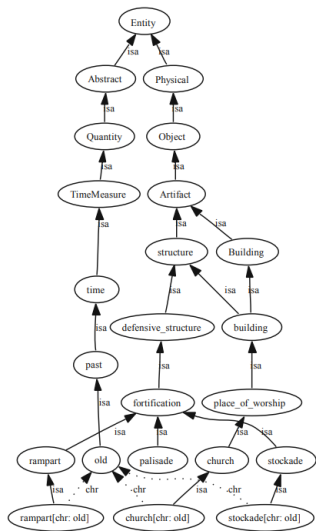 Entity
isa isa
Abstract Physical
isa isa
Quantity Object
isa isa
TimeMeasure Artifact
isa isa isa
structure Building
time isa isa isa
defensive_structure building
isa isa isa
past
fortification place_of_worship
isa isa isa isa isa
rampart old palisade church stockade
isa chr chr isa chr isa
rampart[chr: old] church[chr: old] stockade[chr: old]